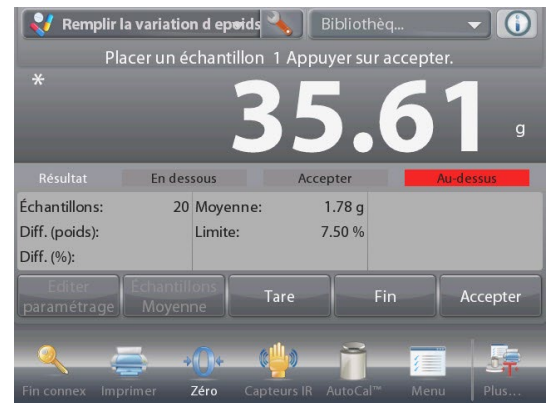 Remplir la variation d epoids
Bibliothèq...
Placer un échantillon 1 Appuyer sur accepter.
*
35.61 g
Résultat En dessous Accepter Au-dessus
Échantillons: 20 Moyenne: 1.78 g
Diff. (poids): Limite: 7.50 %
Diff. (%):
Editer paramétrage
Échantillons Moyenne
Tare
Fin
Accepter
Fin connex Imprimer Zéro Capteurs IR AutoCal™ Menu Plus...